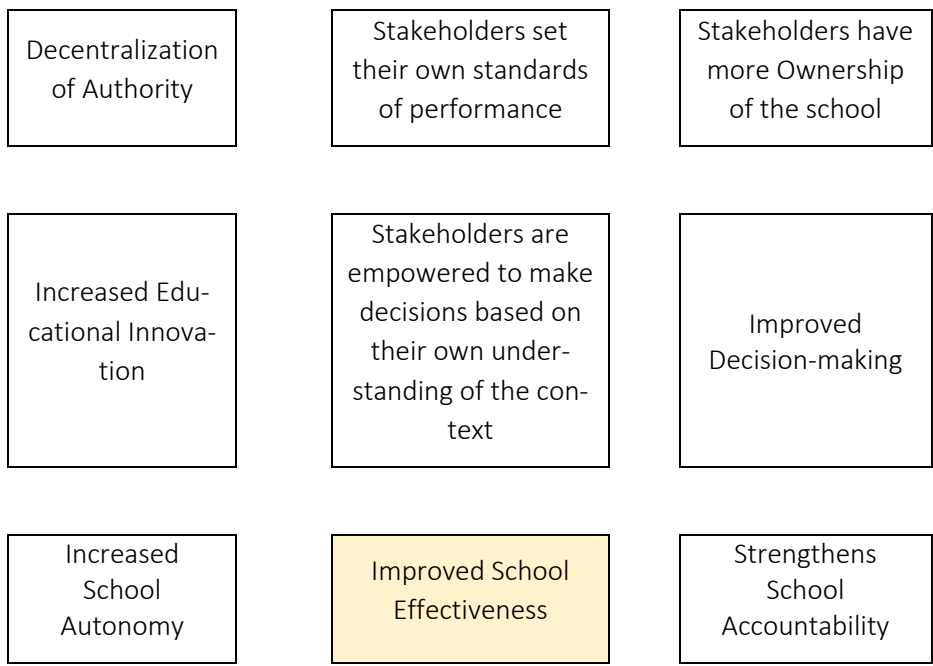 Decentralization
of Authority
Stakeholders set
their own standards
of performance
Stakeholders have
more Ownership
of the school
Increased Edu-
cational Innova-
tion
Stakeholders are
empowered to make
decisions based on
their own under-
standing of the con-
text
Improved
Decision-making
Increased
School
Autonomy
Improved School
Effectiveness
Strengthens
School
Accountability